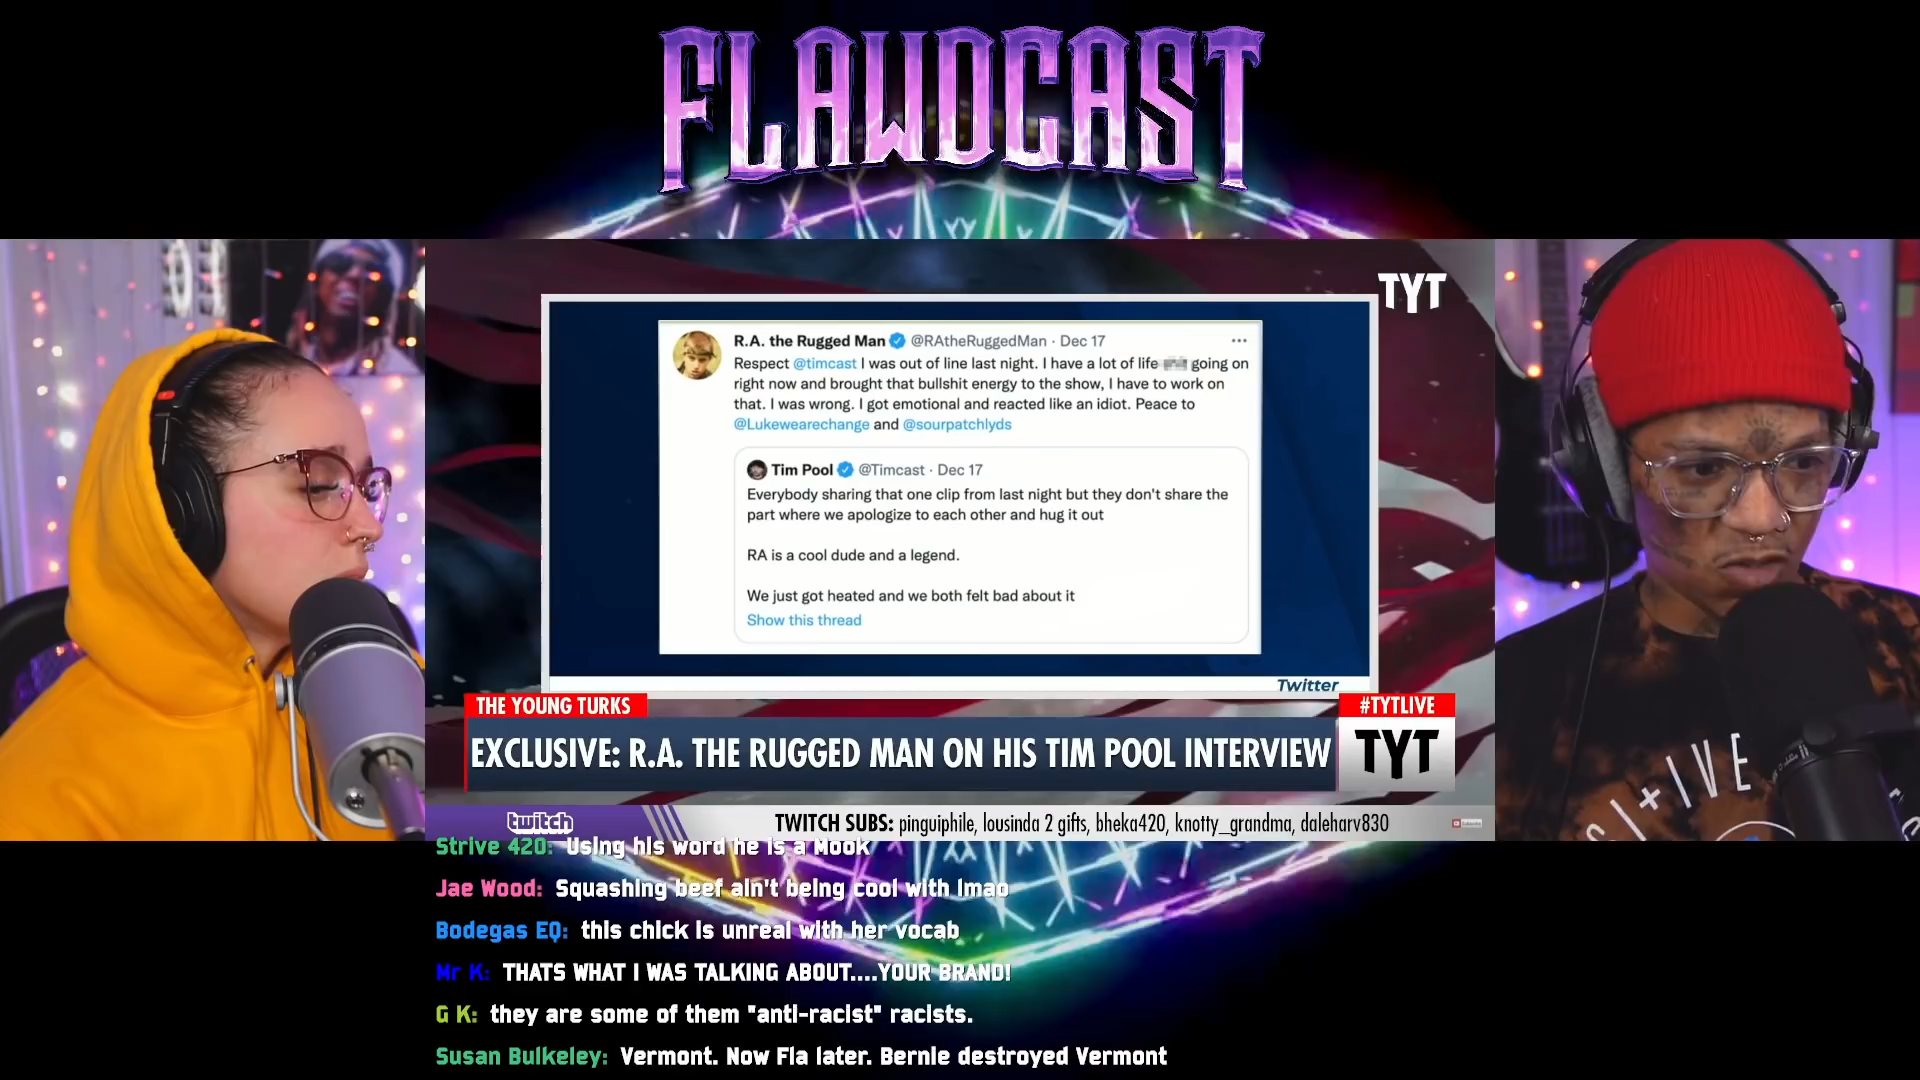 FLAWDCAST
TYT
R.A. the Rugged Man @RAtheRuggedMan · Dec 17
Respect @timcast I was out of line last night. I have a lot of life going on
right now and brought that bullshit energy to the show, I have to work on
that. I was wrong. I got emotional and reacted like an idiot. Peace to
@Lukewearechange and @sourpatchlyds
Tim Pool @Timcast · Dec 17
Everybody sharing that one clip from last night but they don't share the
part where we apologize to each other and hug it out
RA is a cool dude and a legend.
We just got heated and we both felt bad about it
Show this thread
Twitter
THE YOUNG TURKS
#TYTLIVE
EXCLUSIVE: R.A. THE RUGGED MAN ON HIS TIM POOL INTERVIEW
TYT
twitch
TWITCH SUBS: pinguiphile, lousinda 2 gifts, bheka420, knotty_grandma, daleharv830
Strive 420: Using his word he is a Mook
Jae Wood: Squashing beef ain't being cool with lmao
Bodegas EQ: this chick is unreal with her vocab
Mr K: THATS WHAT I WAS TALKING ABOUT....YOUR BRAND!
G K: they are some of them "anti-racist" racists.
Susan Bulkeley: Vermont. Now Fla later. Bernie destroyed Vermont